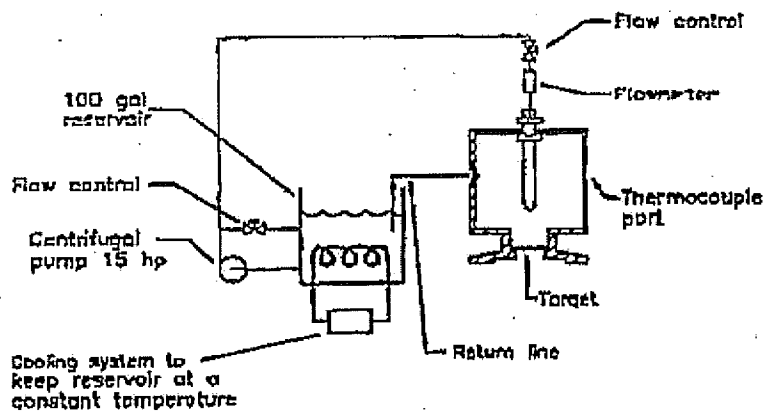 Flow control
Flowmeter
100 gal
reservoir
Flow control
Thermocouple
port
Centrifugal
pump 15 hp
Target
Return line
Cooling system to
keep reservoir at a
constant temperature